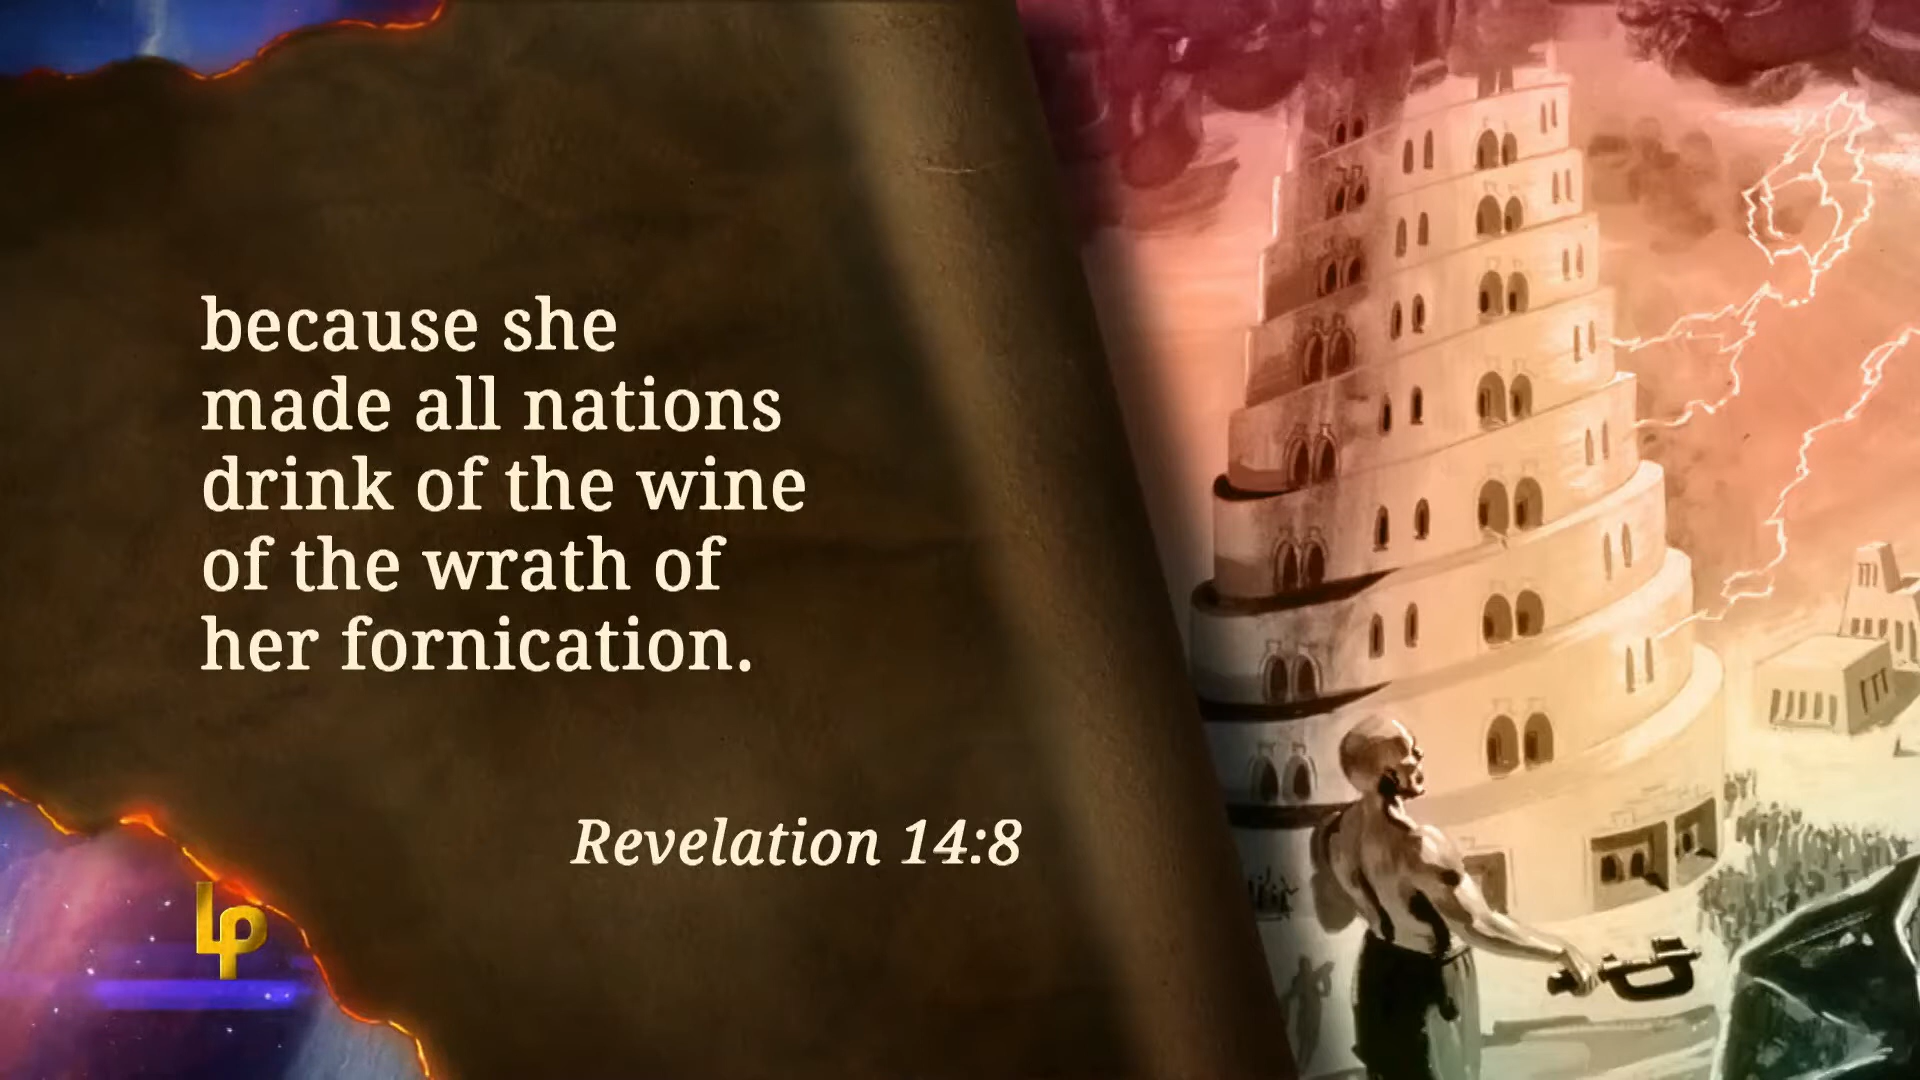 because she
made all nations
drink of the wine
of the wrath of
her fornication.
Revelation 14:8
LP